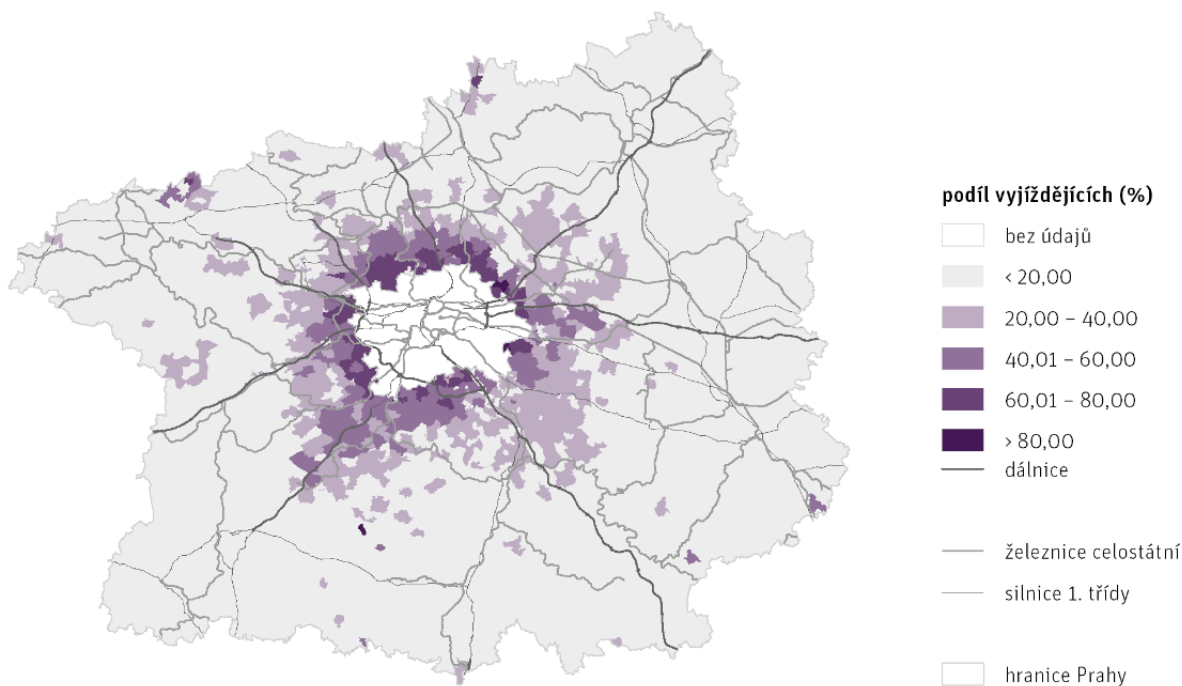 podíl vyjíždějících (%)
bez údajů
< 20,00
20,00 – 40,00
40,01 – 60,00
60,01 – 80,00
> 80,00
dálnice
železnice celostátní
silnice 1. třídy
hranice Prahy